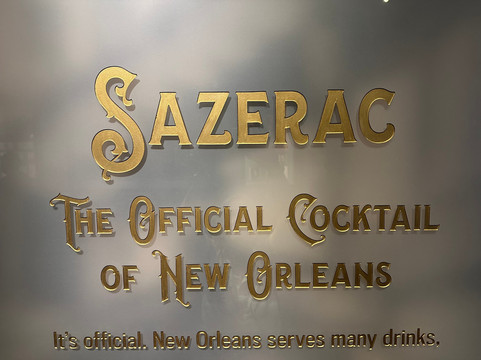 SAZERAC
THE OFFICIAL COCKTAIL
OF NEW ORLEANS
It's official. New Orleans serves many drinks,